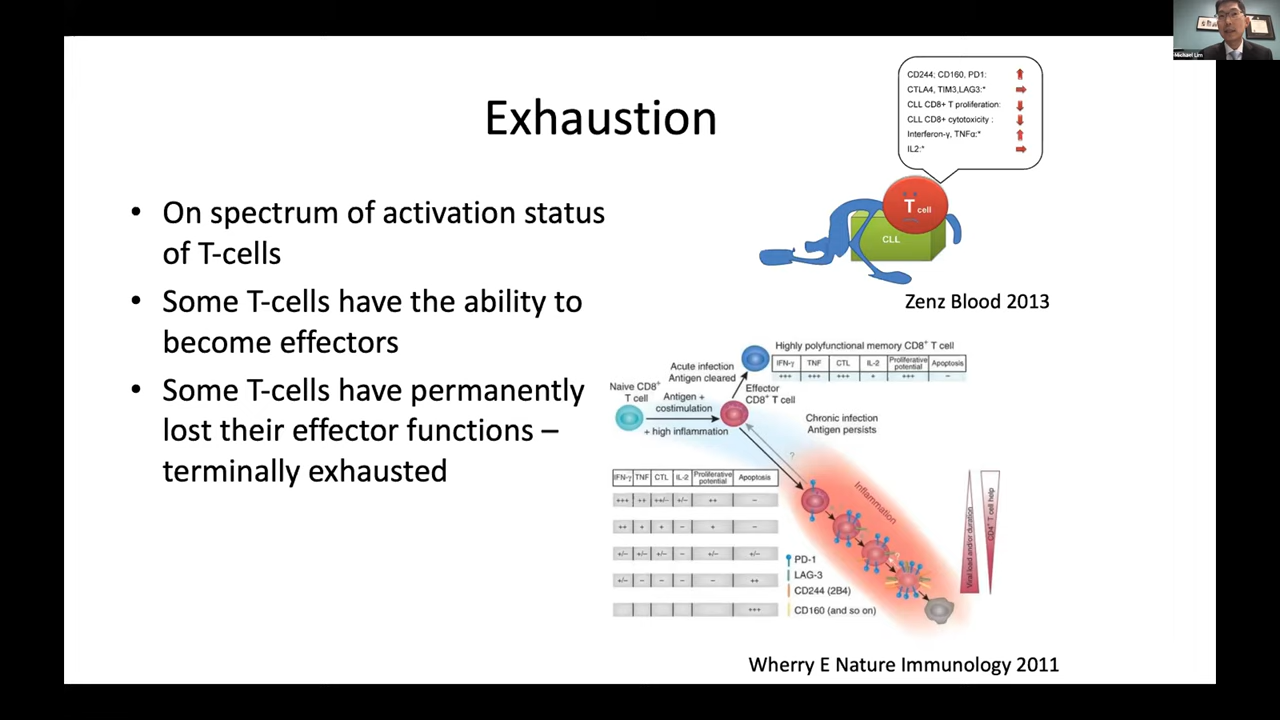 Michael Lim
Exhaustion
• On spectrum of activation status
of T-cells
• Some T-cells have the ability to
become effectors
• Some T-cells have permanently
lost their effector functions –
terminally exhausted
CD244; CD160, PD1:
CTLA4, TIM3,LAG3:*
CLL CD8+ T proliferation:
CLL CD8+ cytotoxicity :
Interferon-γ, TNFα:*
IL2:*
T cell
CLL
Zenz Blood 2013
Highly polyfunctional memory CD8⁺ T cell
IFN-γ TNF CTL IL-2 Proliferative potential Apoptosis
+++ +++ +++ + +++ –
Acute infection
Antigen cleared
Naive CD8⁺
T cell
Antigen +
costimulation
+ high inflammation
Effector
CD8⁺ T cell
Chronic infection
Antigen persists
?
IFN-γ TNF CTL IL-2 Proliferative potential Apoptosis
+++ ++ ++/– +/– ++ –
++ + + – + –
+/– +/– +/– – +/– +/–
+/– – – – – ++
+++
Inflammation
?
PD-1
LAG-3
CD244 (2B4)
CD160 (and so on)
Viral load and/or duration
CD4⁺ T cell help
Wherry E Nature Immunology 2011